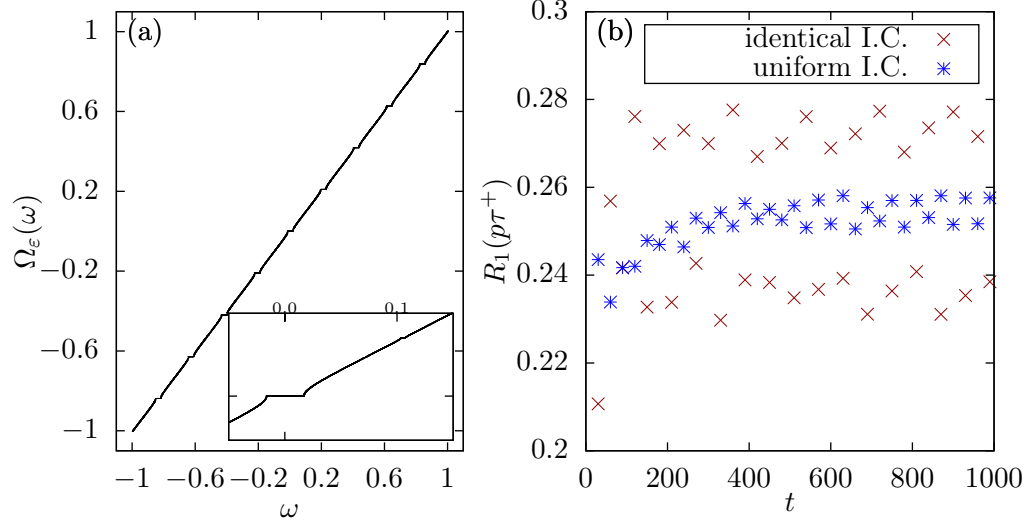 (a)
1
0.6
0.2
−0.2
−0.6
−1
Ω_ε(ω)
0.0 0.1
−1 −0.6 −0.2 0.2 0.6 1
ω
(b)
identical I.C.
uniform I.C.
0.3
0.28
0.26
0.24
0.22
0.2
R₁(pτ⁺)
0 200 400 600 800 1000
t